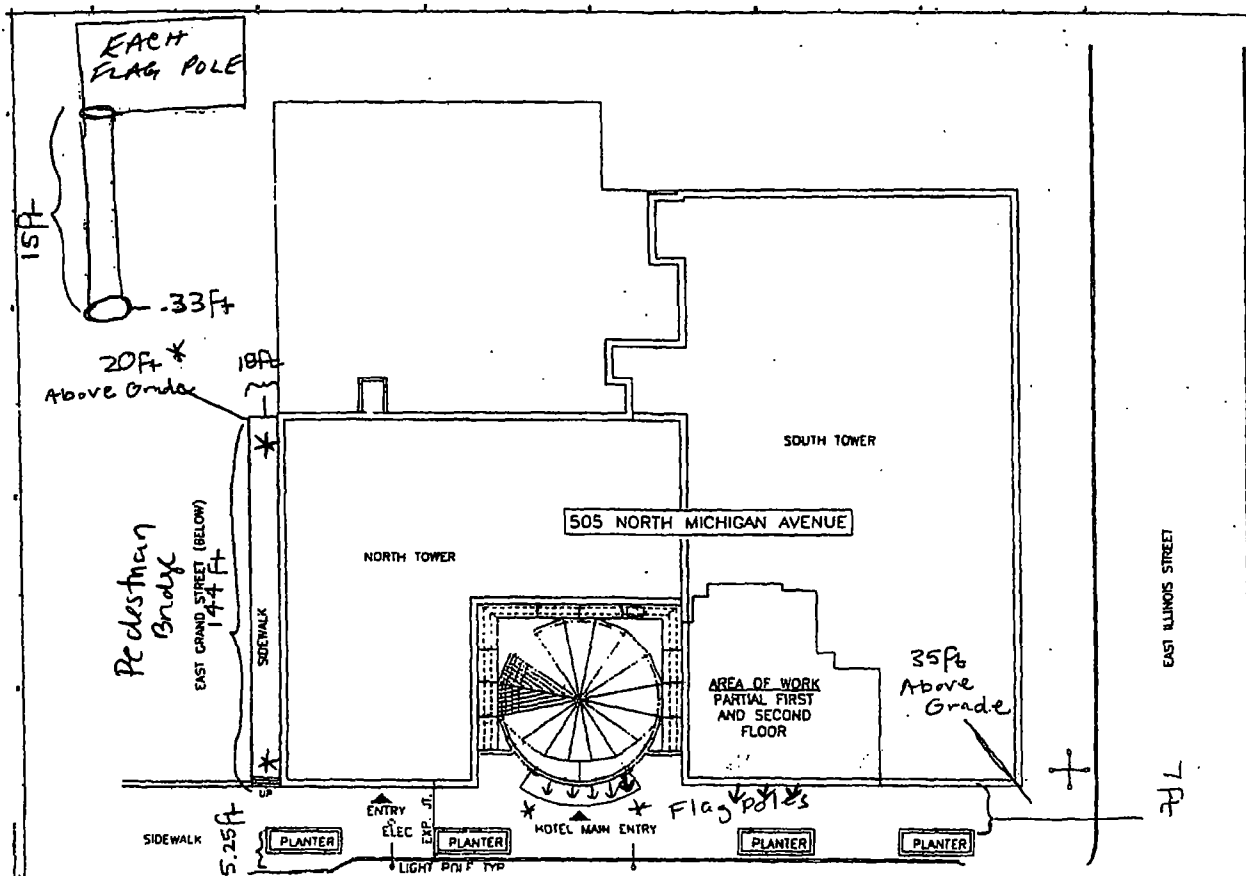 EACH
FLAG POLE
15ft
.33Ft
20Ft *
Above Grade
18ft
*
Pedestrian
Bridge
EAST GRAND STREET (BELOW)
144 ft
SIDEWALK
*
NORTH TOWER
SOUTH TOWER
505 NORTH MICHIGAN AVENUE
EAST ILLINOIS STREET
AREA OF WORK
PARTIAL FIRST
AND SECOND
FLOOR
35ft
Above
Grade
7ft
UP
5.25ft
SIDEWALK
ENTRY
ELEC
EXP. JT.
* *
HOTEL MAIN ENTRY
Flag poles
PLANTER
PLANTER
PLANTER
PLANTER
LIGHT POLE TYP